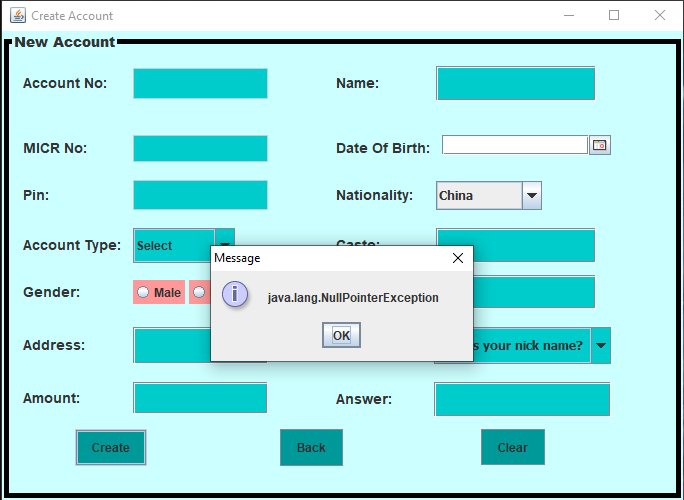 Create Account
New Account
Account No:
Name:
MICR No:
Date Of Birth:
Pin:
Nationality:
China
Account Type:
Select
Message
java.lang.NullPointerException
OK
Gender:
Male
Address:
your nick name?
Amount:
Answer:
Create
Back
Clear